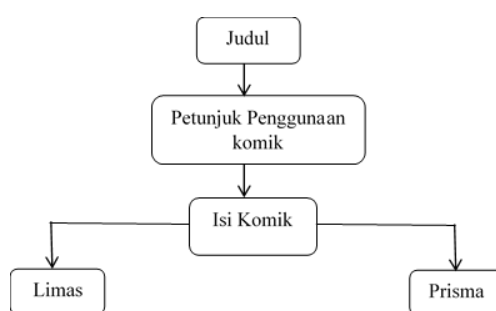 Judul
Petunjuk Penggunaan
komik
Isi Komik
Limas
Prisma